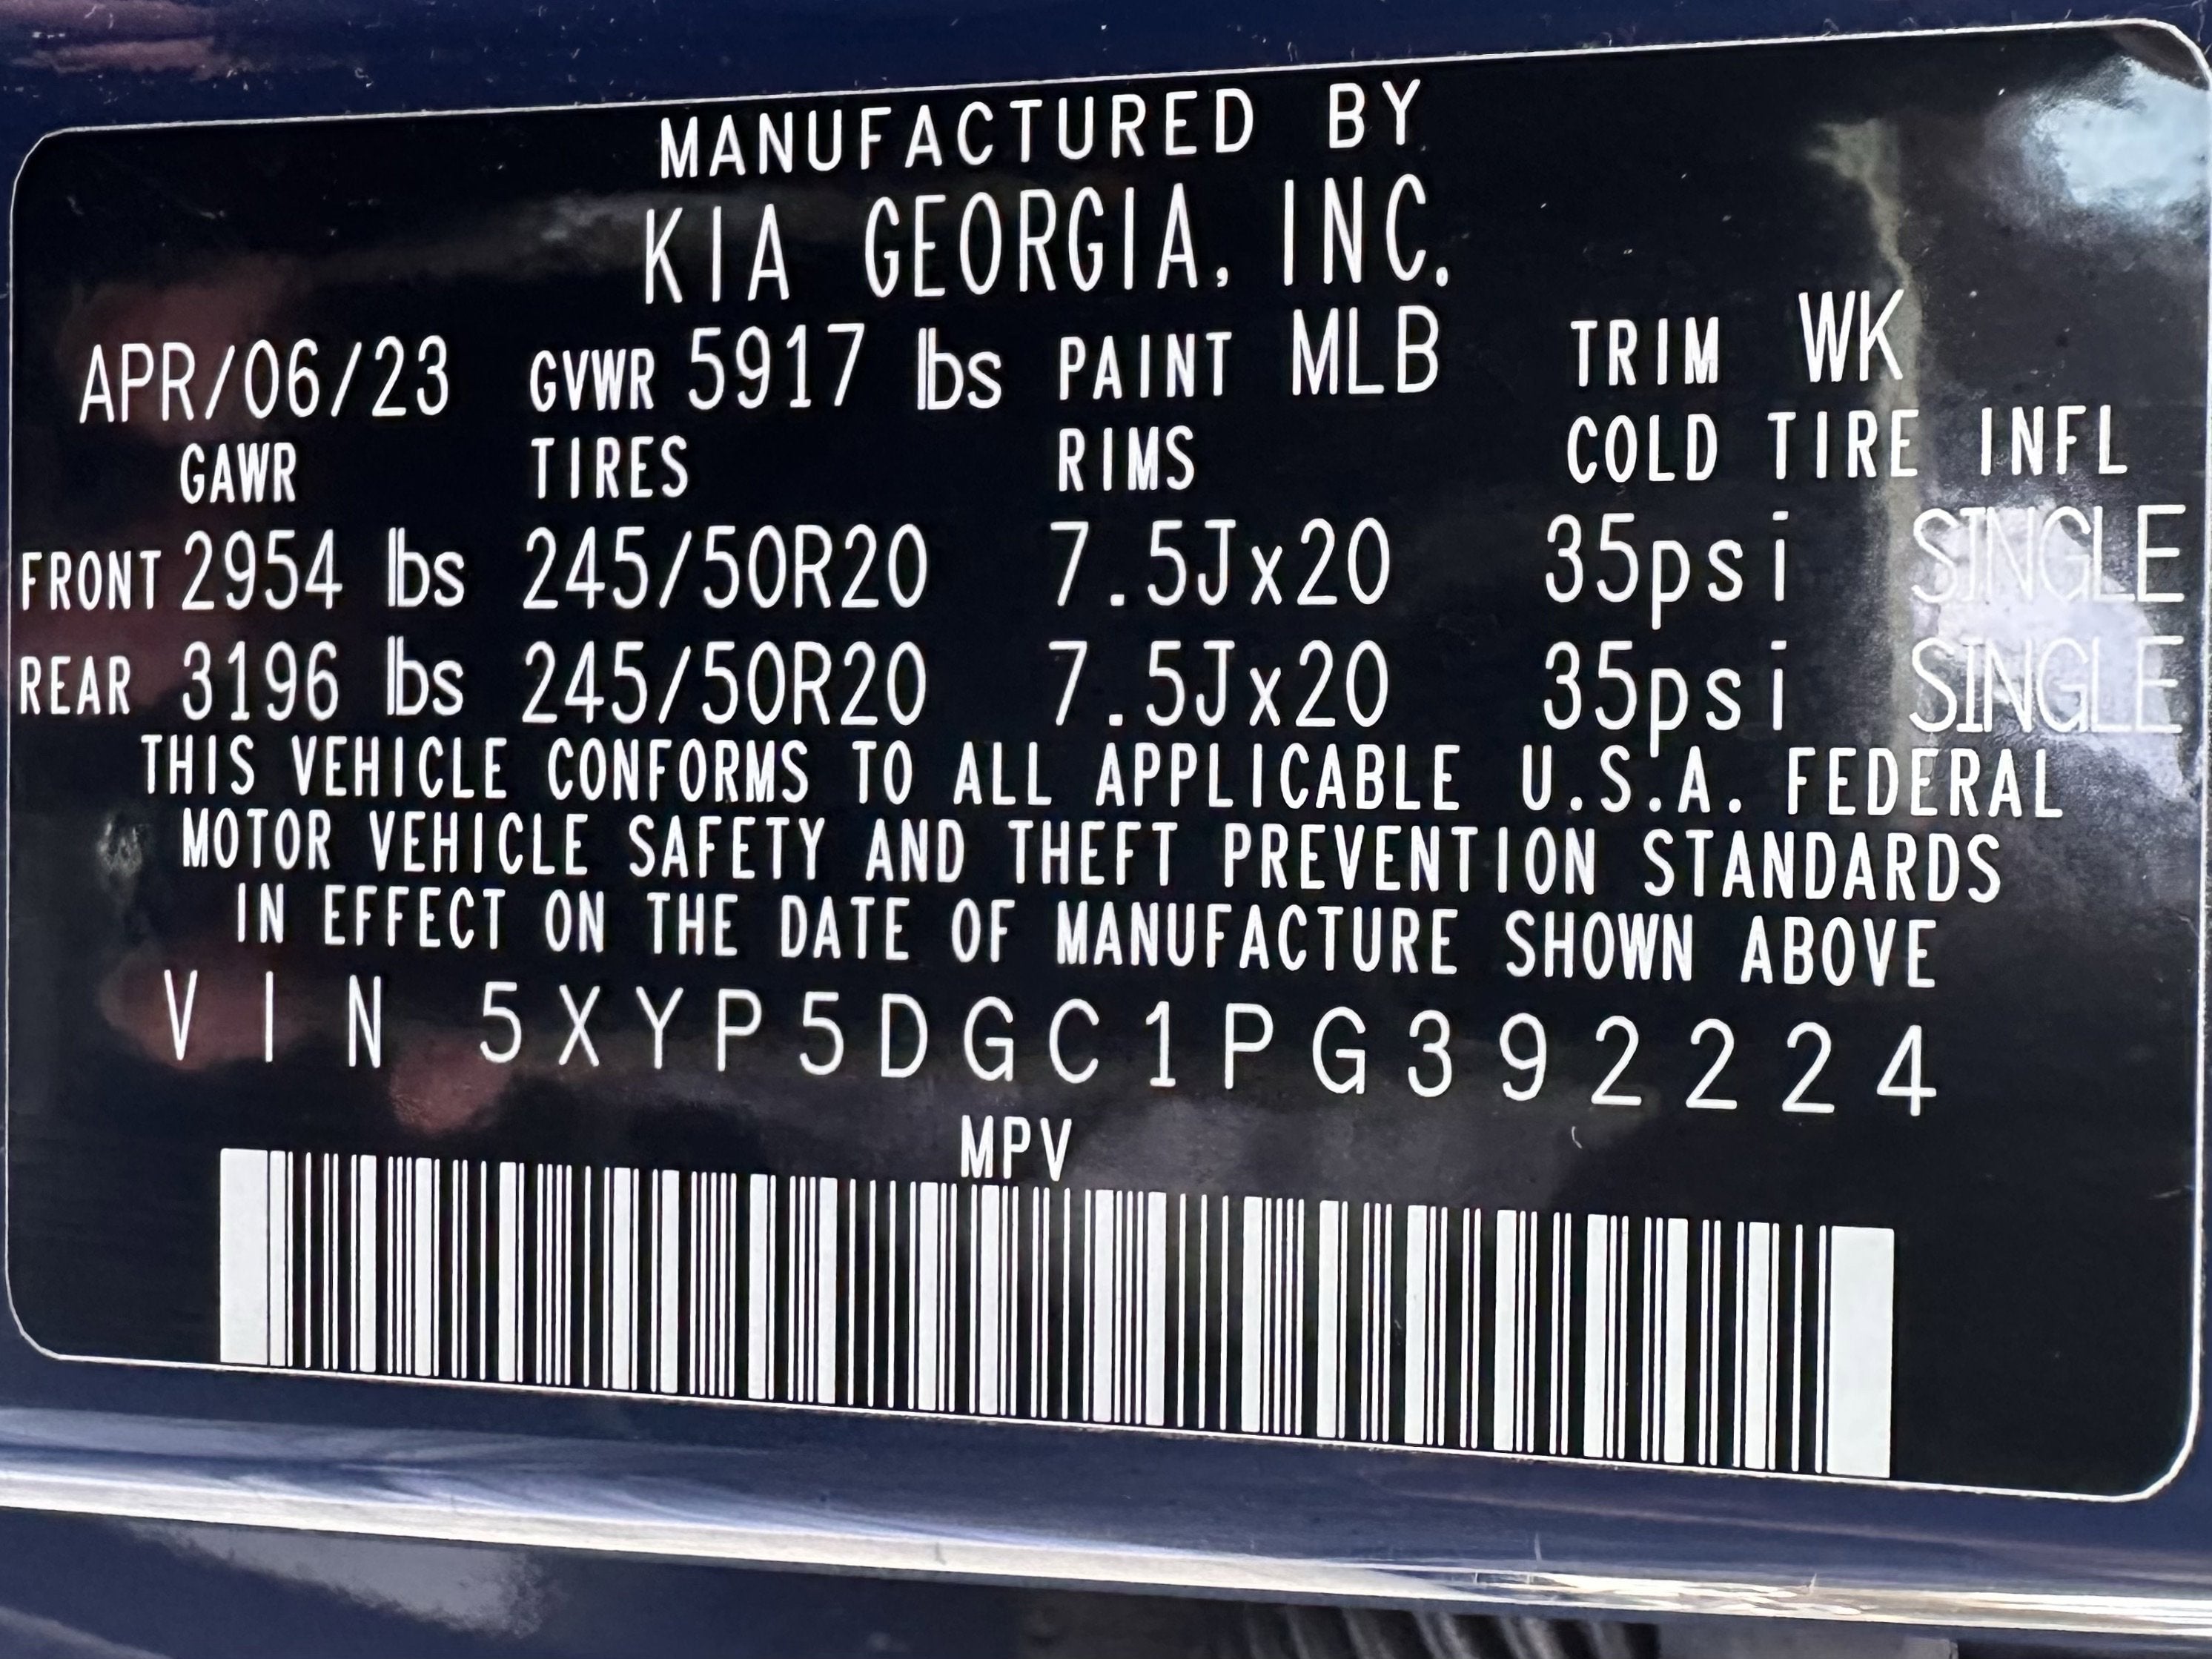 MANUFACTURED BY
KIA GEORGIA, INC.
APR/06/23 GVWR 5917 lbs PAINT MLB TRIM WK
GAWR TIRES RIMS COLD TIRE INFL
FRONT 2954 lbs 245/50R20 7.5Jx20 35psi SINGLE
REAR 3196 lbs 245/50R20 7.5Jx20 35psi SINGLE
THIS VEHICLE CONFORMS TO ALL APPLICABLE U.S.A. FEDERAL
MOTOR VEHICLE SAFETY AND THEFT PREVENTION STANDARDS
IN EFFECT ON THE DATE OF MANUFACTURE SHOWN ABOVE
VIN 5XYP5DGC1PG392224
MPV